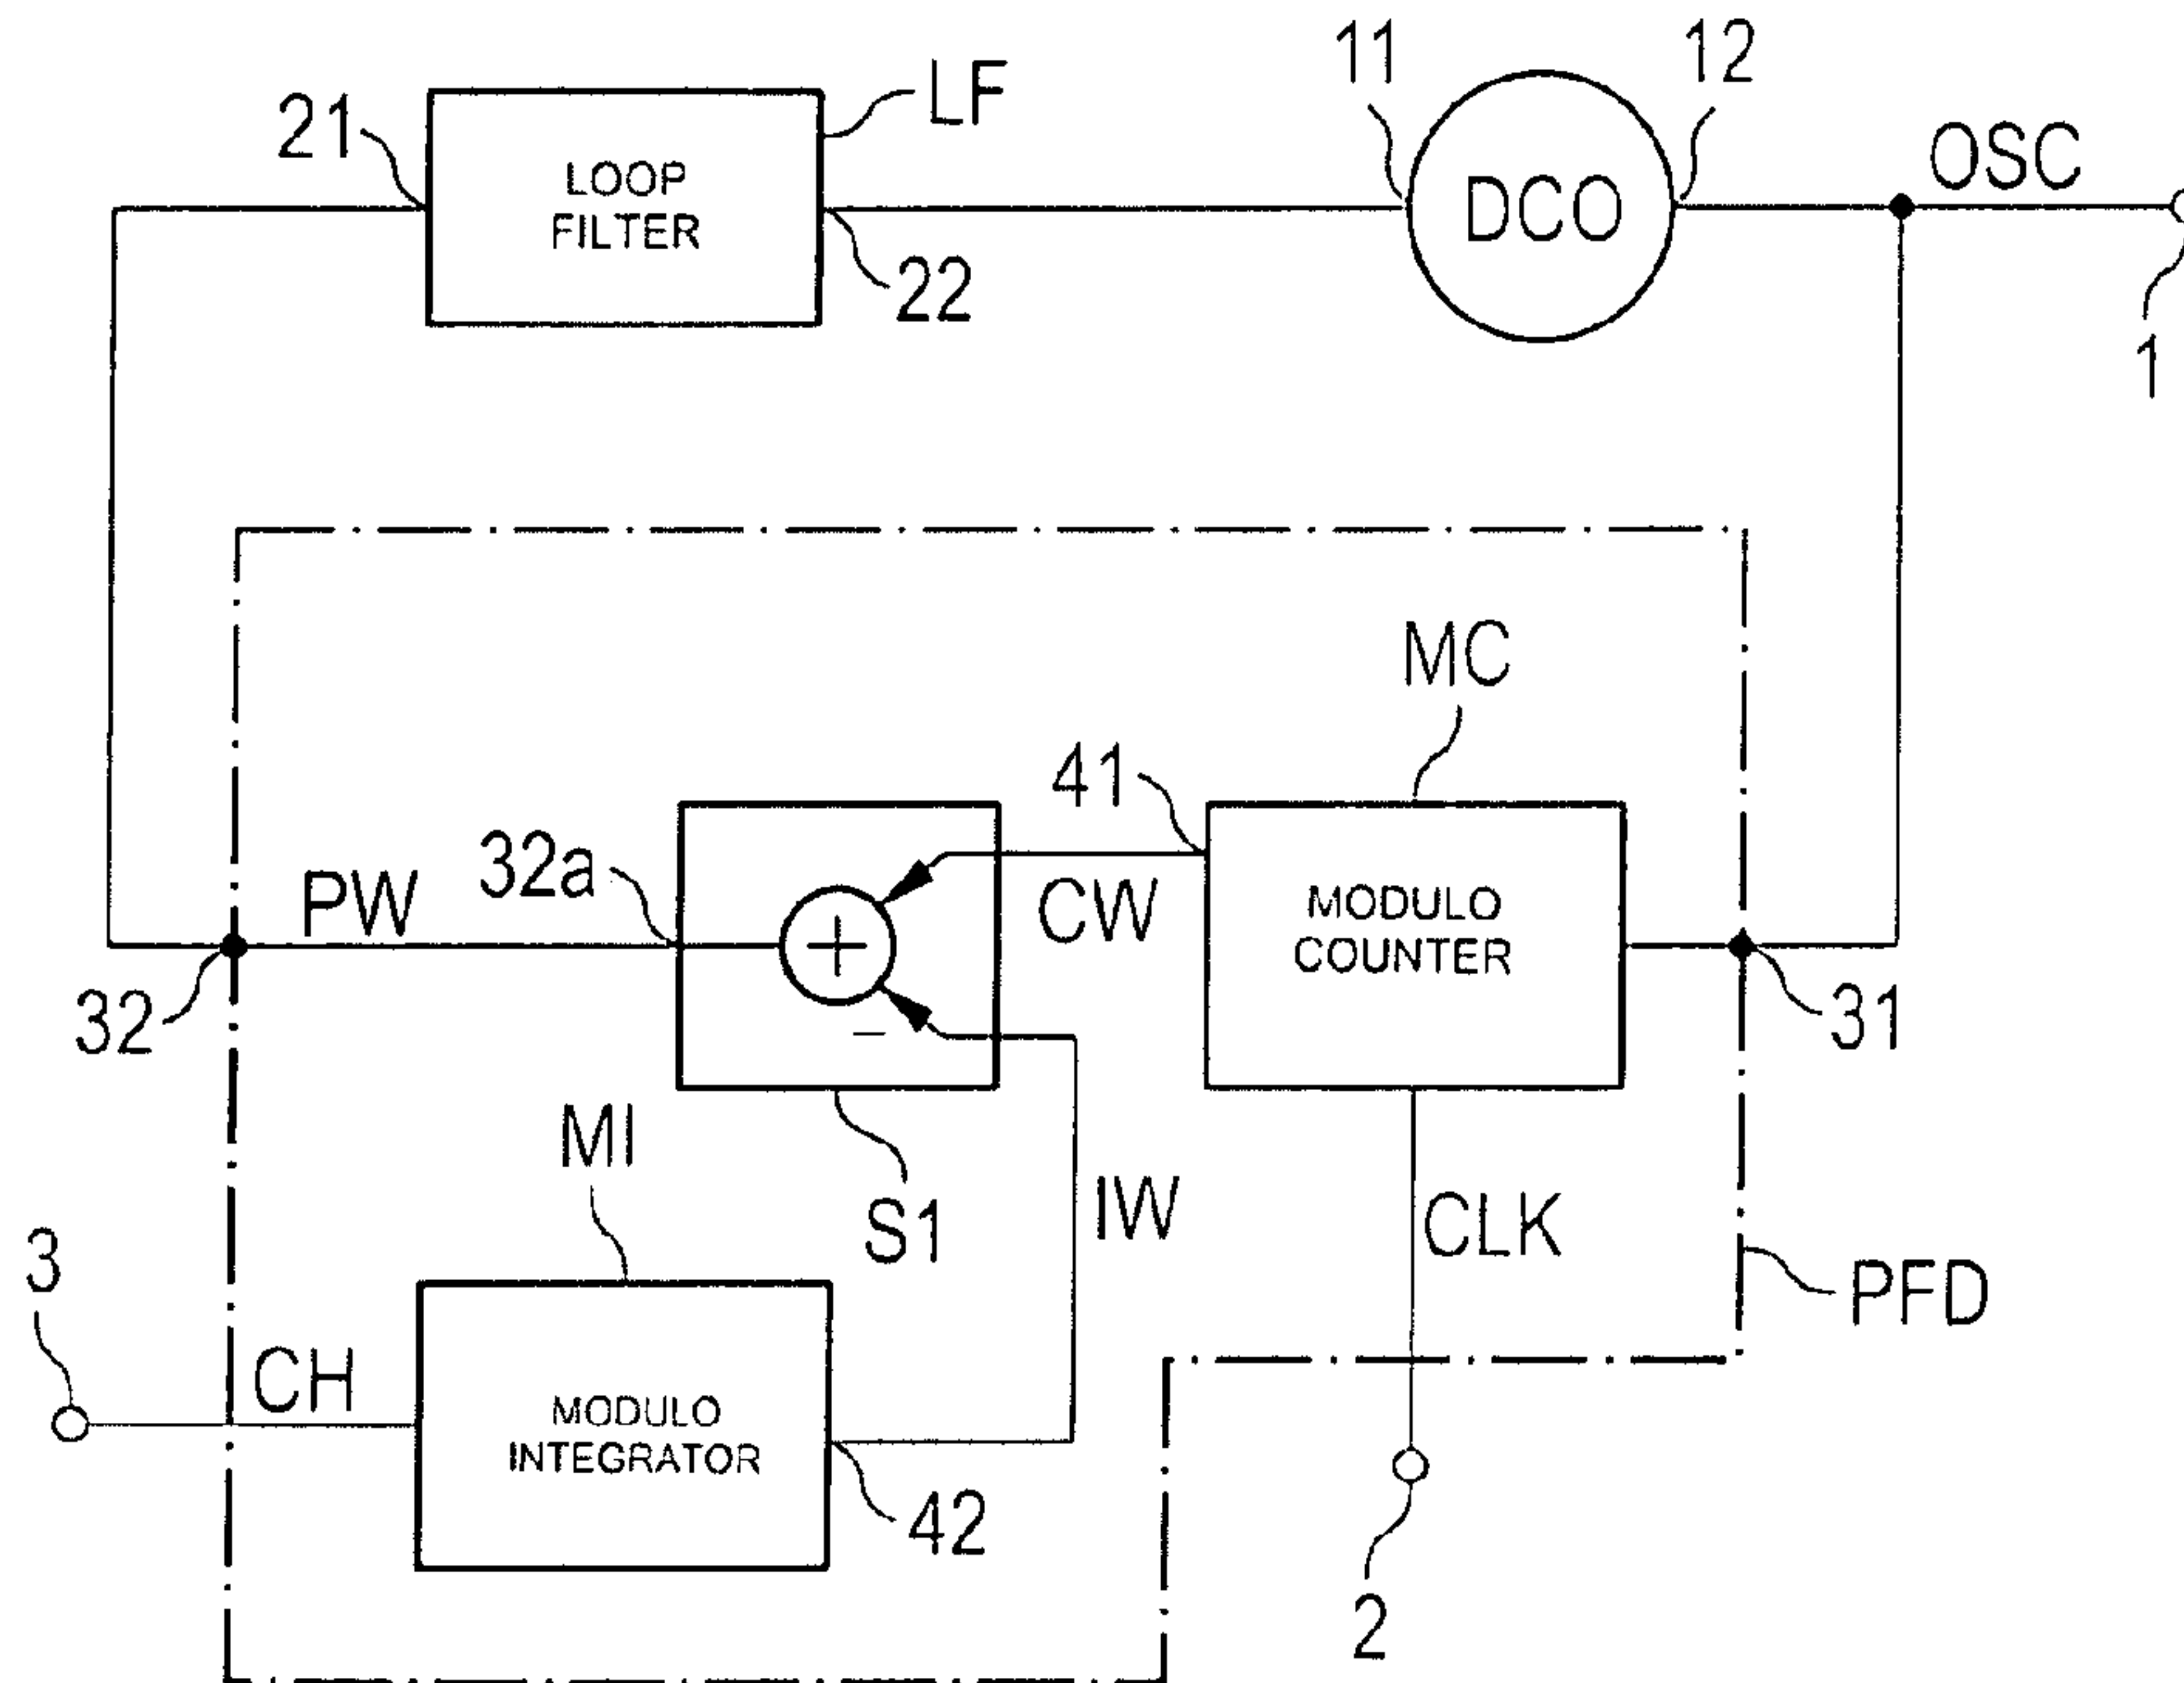 11
12
LF
21
OSC
LOOP
FILTER
DCO
22
1
MC
41
32a
PW
CW
MODULO
COUNTER
32
31
MI
S1
IW
CLK
3
PFD
CH
MODULO
INTEGRATOR
42
2